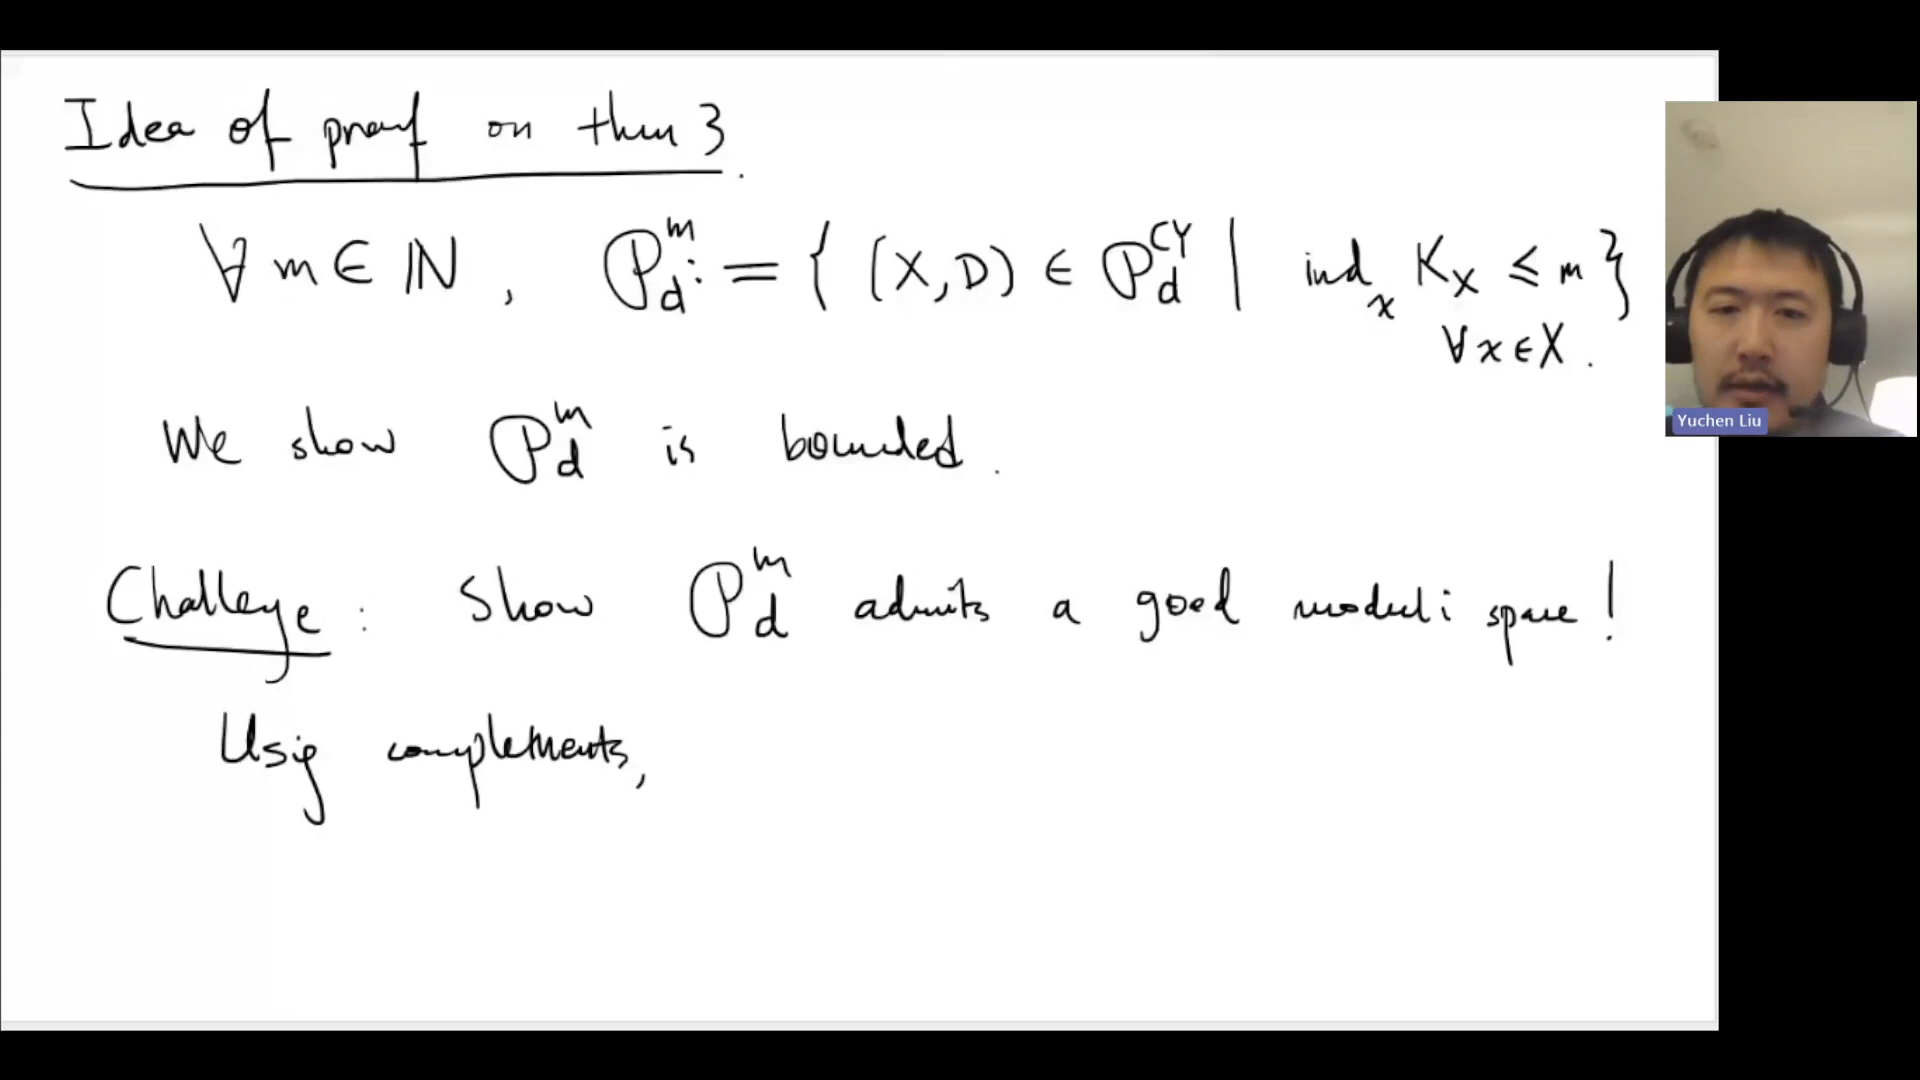 Idea of proof on thm 3.
∀ m ∈ ℕ, 𝒫_d^m := { (X, D) ∈ 𝒫_d^{CY} | ind_x K_X ≤ m }
∀ x ∈ X.
We show 𝒫_d^m is bounded.
Challenge: Show 𝒫_d^m admits a good moduli space!
Using complements,
Yuchen Liu